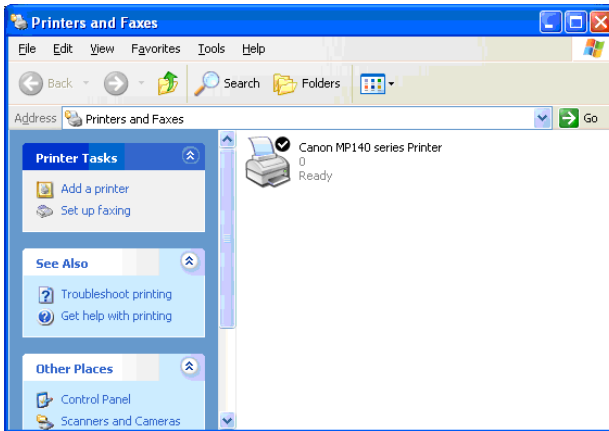 Printers and Faxes
File Edit View Favorites Tools Help
Back Search Folders
Address Printers and Faxes Go
Printer Tasks
Add a printer
Set up faxing
See Also
Troubleshoot printing
Get help with printing
Other Places
Control Panel
Scanners and Cameras
Canon MP140 series Printer
0
Ready